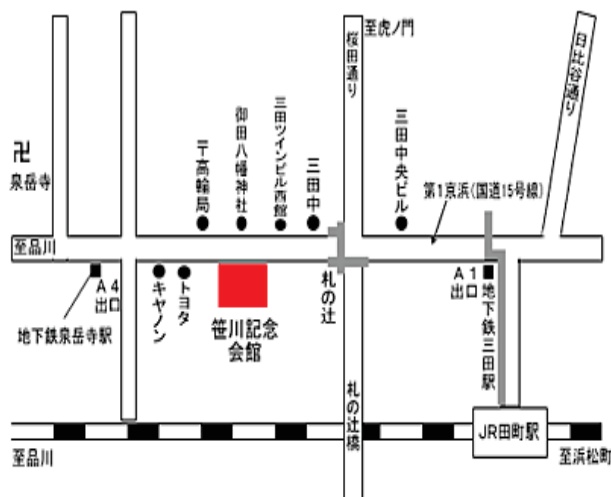 至虎ノ門
桜田通り
日比谷通り
三田ツインビル西館
御田八幡神社
〒高輪局
三田中
三田中央ビル
卍
泉岳寺
第1京浜(国道15号線)
至品川
A4
出口
地下鉄泉岳寺駅
キヤノン
トヨタ
笹川記念
会館
札の辻
A1
出口
地下鉄三田駅
札の辻橋
JR田町駅
至品川
至浜松町